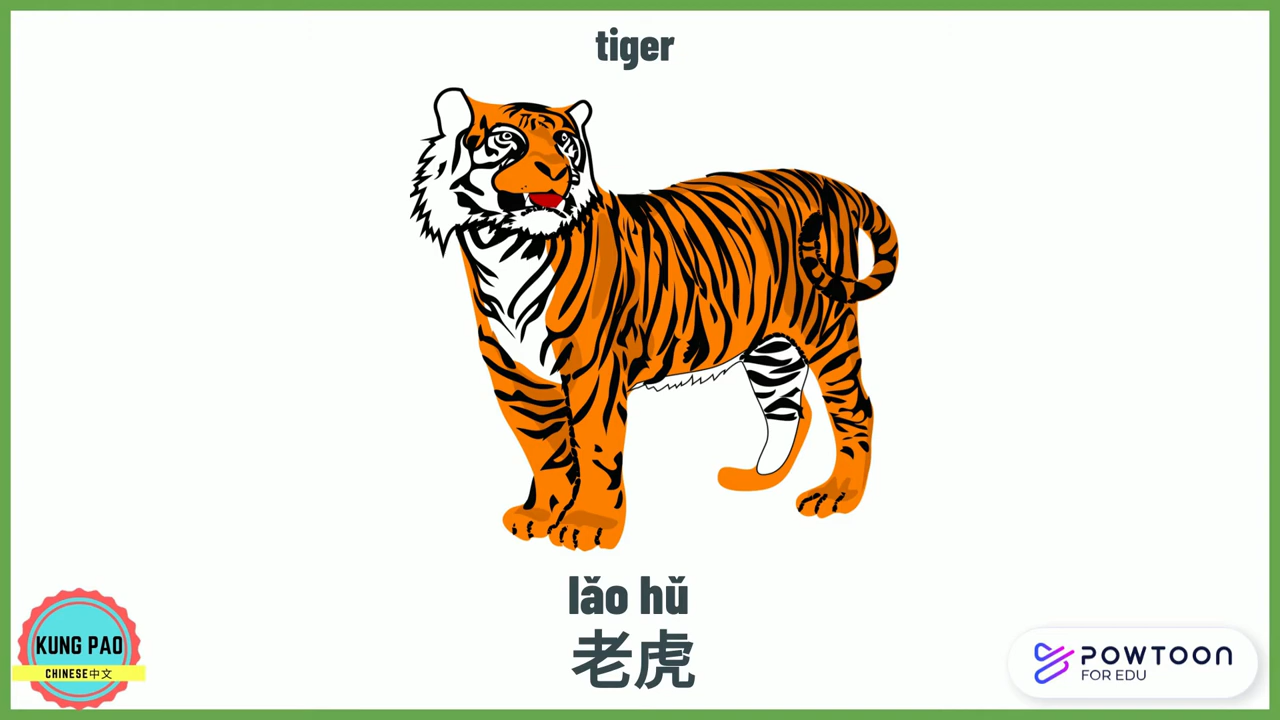 tiger
lǎo hǔ
老虎
KUNG PAO
CHINESE中文
POWTOON
FOR EDU